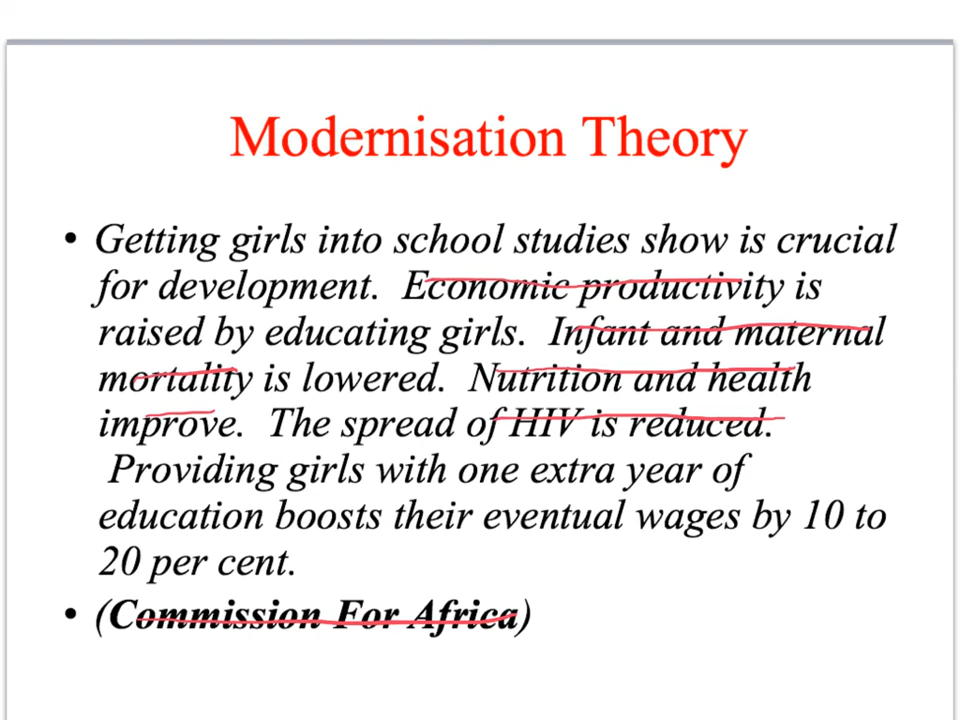 Modernisation Theory
• Getting girls into school studies show is crucial
for development. Economic productivity is
raised by educating girls. Infant and maternal
mortality is lowered. Nutrition and health
improve. The spread of HIV is reduced.
Providing girls with one extra year of
education boosts their eventual wages by 10 to
20 per cent.
• (Commission For Africa)